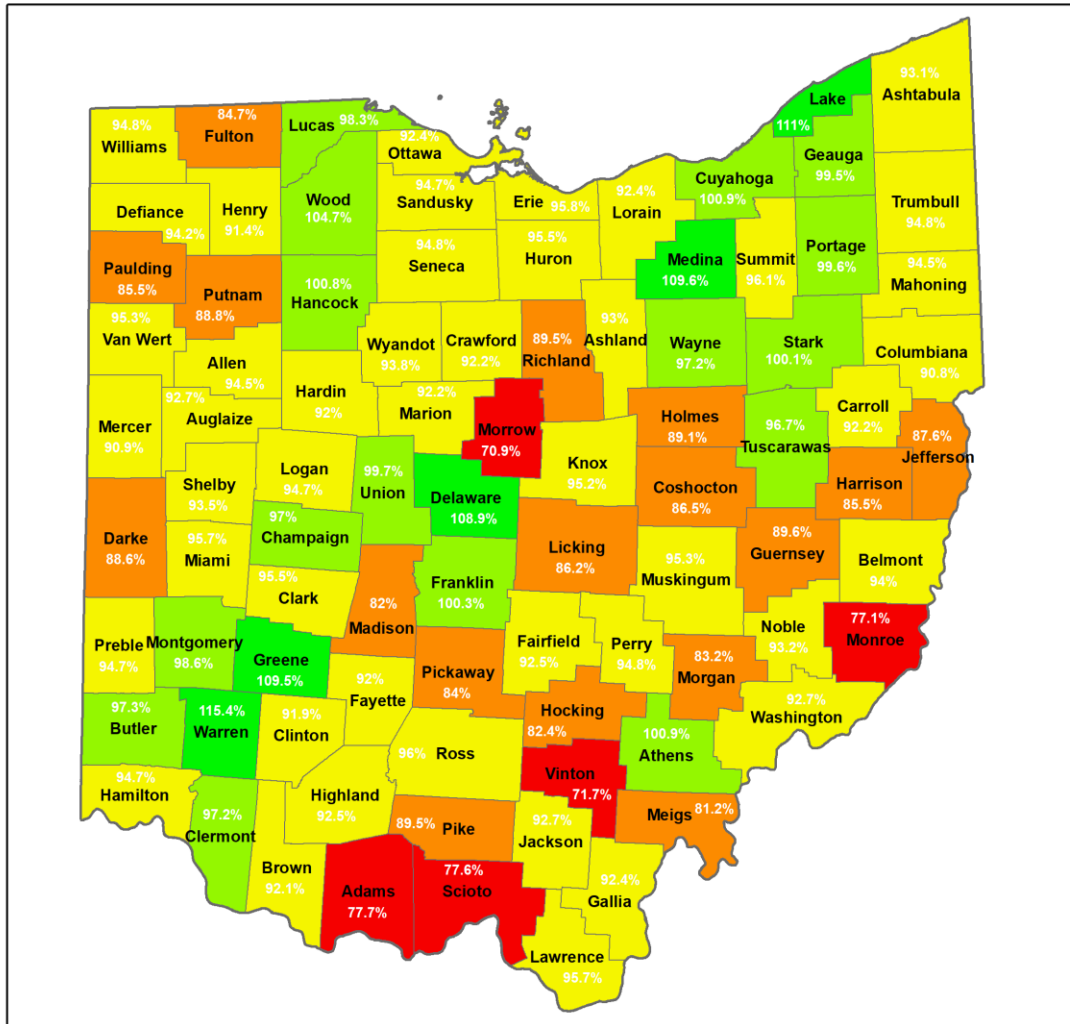 93.1%
Ashtabula
Lake
111%
94.8%
Williams
84.7%
Fulton
Lucas 98.3%
92.4%
Ottawa
Geauga
99.5%
Cuyahoga
100.9%
94.7%
Sandusky
Erie 95.8%
92.4%
Lorain
Wood
104.7%
Henry
91.4%
Defiance
94.2%
Trumbull
94.8%
Portage
99.6%
Summit
96.1%
Medina
109.6%
95.5%
Huron
94.8%
Seneca
Paulding
85.5%
Putnam
88.8%
100.8%
Hancock
94.5%
Mahoning
95.3%
Van Wert
Allen
94.5%
Wyandot
93.8%
Crawford
92.2%
89.5%
Richland
93%
Ashland
Wayne
97.2%
Stark
100.1%
Columbiana
90.8%
Hardin
92%
92.2%
Marion
92.7%
Auglaize
Mercer
90.9%
Morrow
70.9%
Holmes
89.1%
96.7%
Tuscarawas
Carroll
92.2%
87.6%
Jefferson
Knox
95.2%
Logan
94.7%
99.7%
Union
Shelby
93.5%
Delaware
108.9%
Coshocton
86.5%
Harrison
85.5%
Darke
88.6%
95.7%
Miami
97%
Champaign
Licking
86.2%
95.3%
Muskingum
89.6%
Guernsey
Belmont
94%
95.5%
Clark
82%
Madison
Franklin
100.3%
Preble
94.7%
Montgomery
98.6%
Greene
109.5%
Fairfield
92.5%
Perry
94.8%
83.2%
Morgan
Noble
93.2%
77.1%
Monroe
Pickaway
84%
92%
Fayette
97.3%
Butler
115.4%
Warren
91.9%
Clinton
Hocking
82.4%
92.7%
Washington
96% Ross
100.9%
Athens
Vinton
71.7%
94.7%
Hamilton
97.2%
Clermont
Highland
92.5%
89.5% Pike
92.7%
Jackson
Meigs 81.2%
Brown
92.1%
Adams
77.7%
77.6%
Scioto
92.4%
Gallia
Lawrence
95.7%